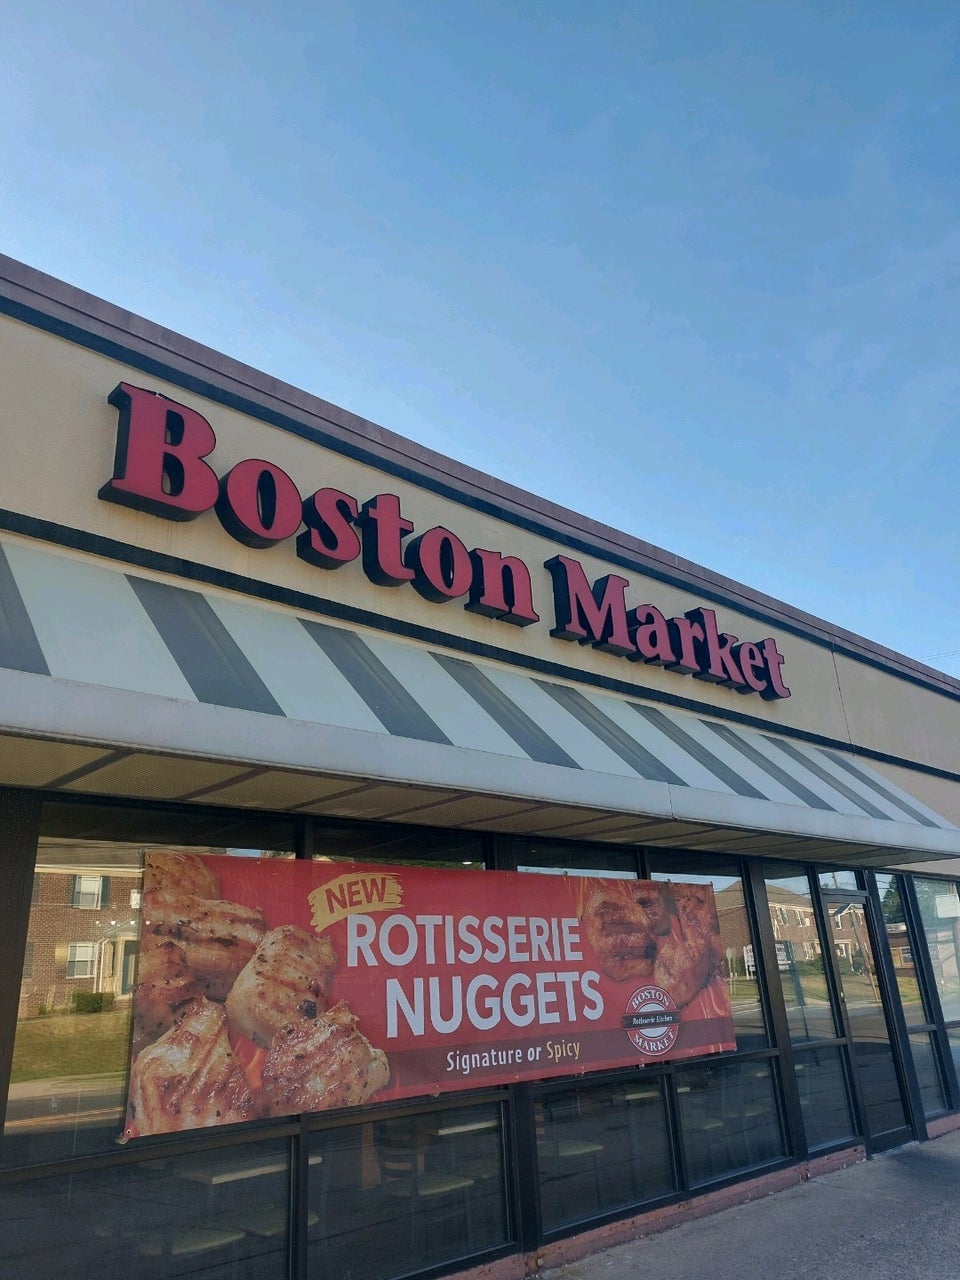 Boston Market
NEW
ROTISSERIE
NUGGETS
Signature or Spicy
BOSTON
Rotisserie Kitchen
MARKET